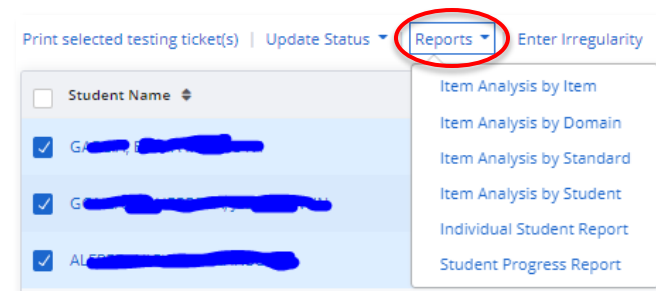 Print selected testing ticket(s) | Update Status Reports Enter Irregularity
Student Name
Item Analysis by Item
Item Analysis by Domain
Item Analysis by Standard
Item Analysis by Student
Individual Student Report
Student Progress Report